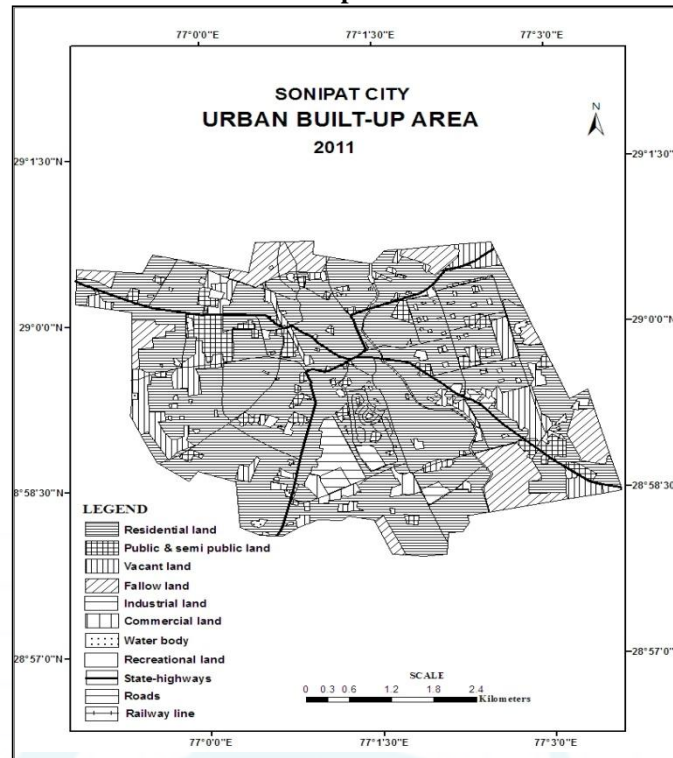 77°0'0"E 77°1'30"E 77°3'0"E
SONIPAT CITY
URBAN BUILT-UP AREA
2011
N
29°1'30"N 29°1'30"N
29°0'0"N 29°0'0"N
28°58'30"N 28°58'30"N
LEGEND
Residential land
Public & semi public land
Vacant land
Fallow land
Industrial land
Commercial land
Water body
Recreational land
State-highways
Roads
Railway line
28°57'0"N 28°57'0"
SCALE
0 0.3 0.6 1.2 1.8 2.4
Kilometers
77°0'0"E 77°1'30"E 77°3'0"E